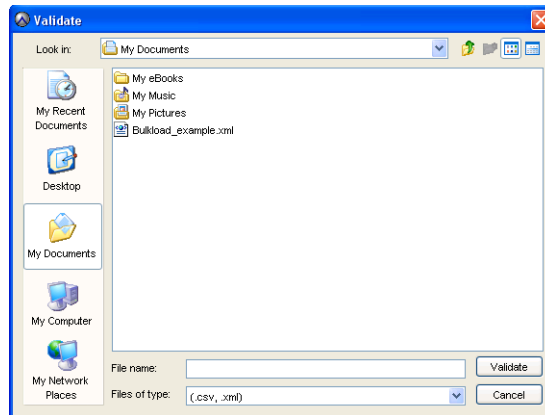 Validate
Look in:
My Documents
My eBooks
My Music
My Pictures
Bulkload_example.xml
My Recent
Documents
Desktop
My Documents
My Computer
My Network
Places
File name:
Validate
Files of type:
(.csv, .xml)
Cancel